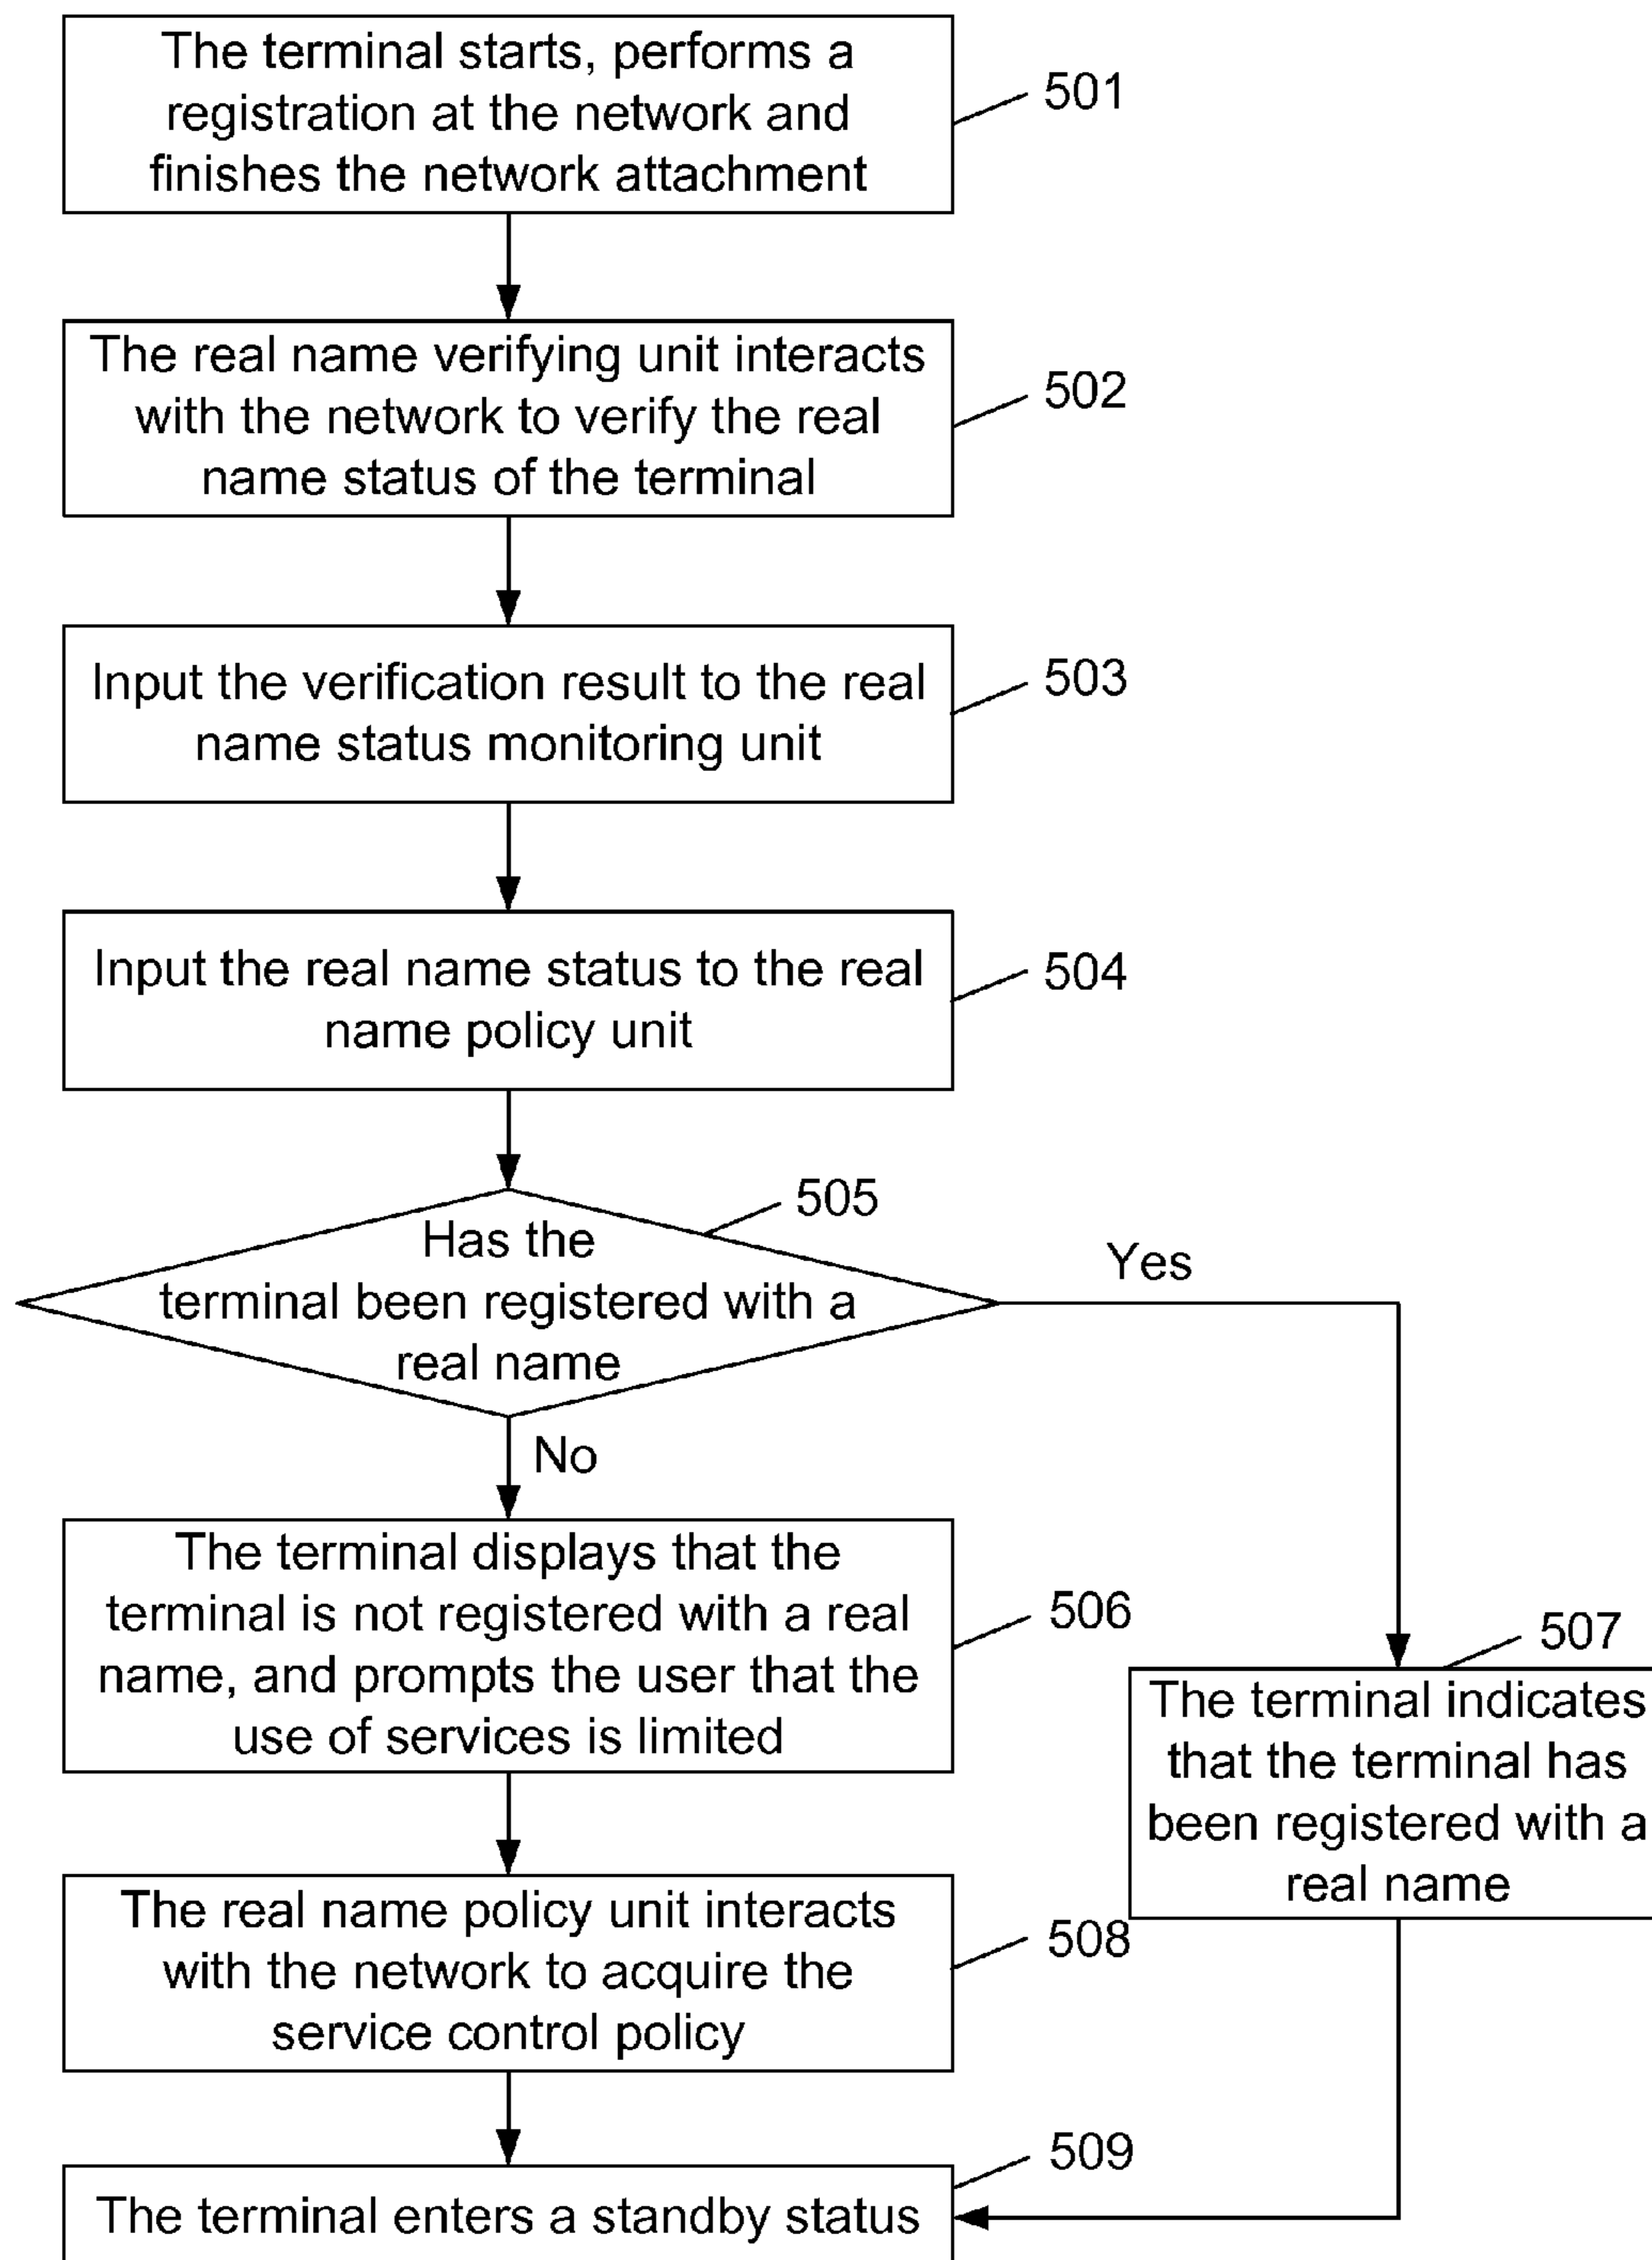 The terminal starts, performs a
registration at the network and
finishes the network attachment
501
The real name verifying unit interacts
with the network to verify the real
name status of the terminal
502
Input the verification result to the real
name status monitoring unit
503
Input the real name status to the real
name policy unit
504
505
Has the
terminal been registered with a
real name
Yes
No
The terminal displays that the
terminal is not registered with a real
name, and prompts the user that the
use of services is limited
506
507
The terminal indicates
that the terminal has
been registered with a
real name
The real name policy unit interacts
with the network to acquire the
service control policy
508
509
The terminal enters a standby status